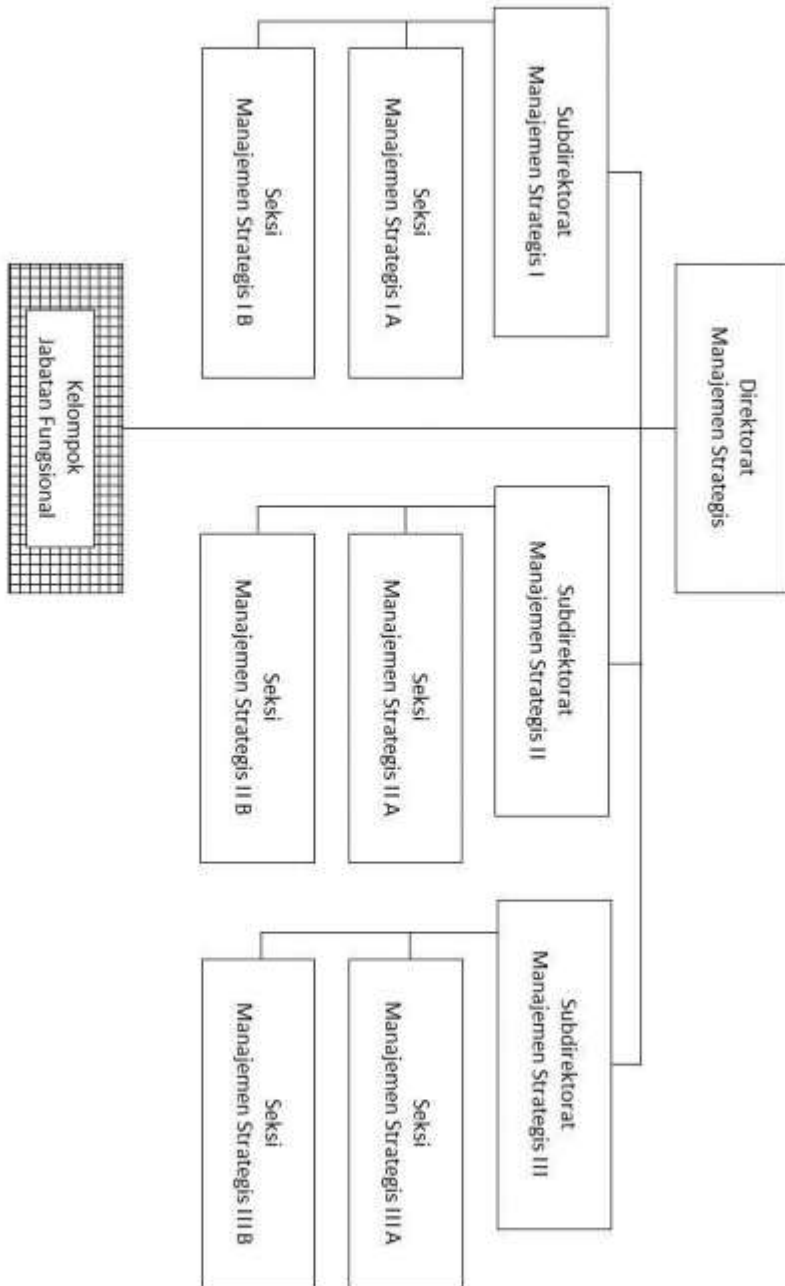 Direktorat
Manajemen Strategis
Subdirektorat
Manajemen Strategis I
Subdirektorat
Manajemen Strategis II
Subdirektorat
Manajemen Strategis III
Seksi
Manajemen Strategis I A
Seksi
Manajemen Strategis II A
Seksi
Manajemen Strategis III A
Seksi
Manajemen Strategis I B
Seksi
Manajemen Strategis II B
Seksi
Manajemen Strategis III B
Kelompok
Jabatan Fungsional